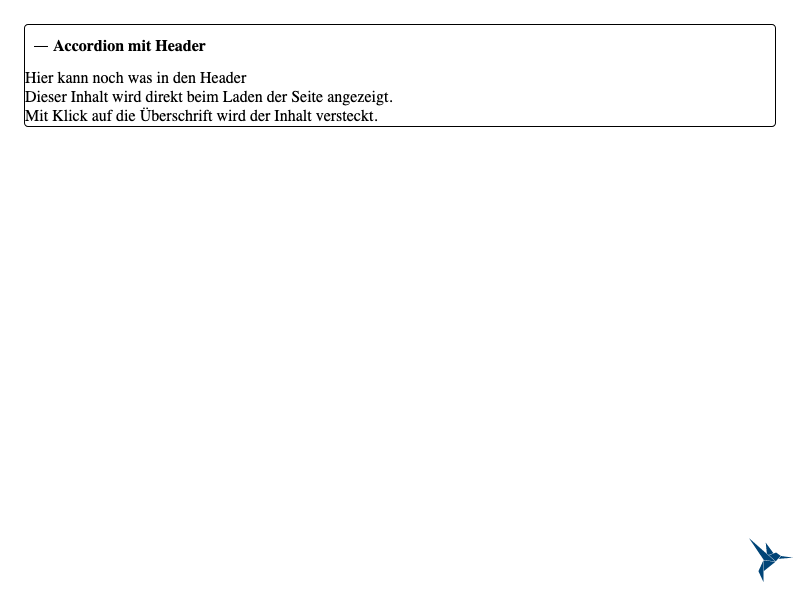 — Accordion mit Header
Hier kann noch was in den Header
Dieser Inhalt wird direkt beim Laden der Seite angezeigt.
Mit Klick auf die Überschrift wird der Inhalt versteckt.